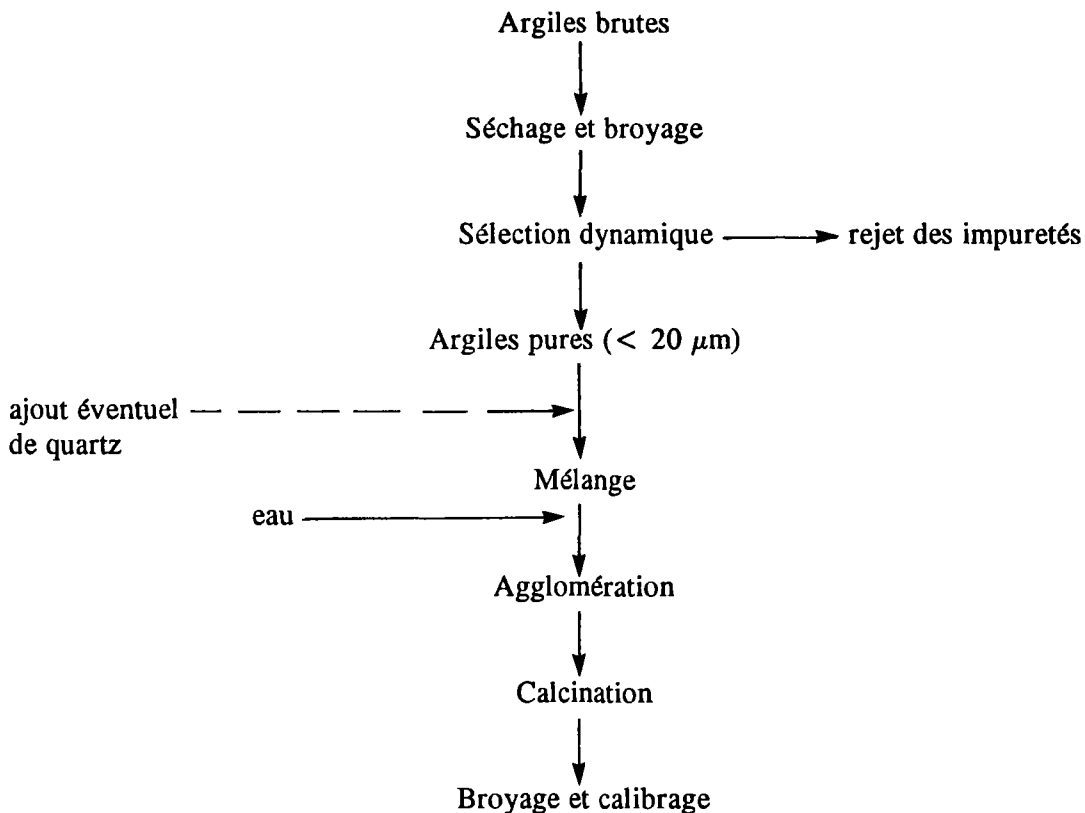 Argiles brutes
Séchage et broyage
Sélection dynamique
rejet des impuretés
Argiles pures (< 20 μm)
ajout éventuel
de quartz
Mélange
eau
Agglomération
Calcination
Broyage et calibrage